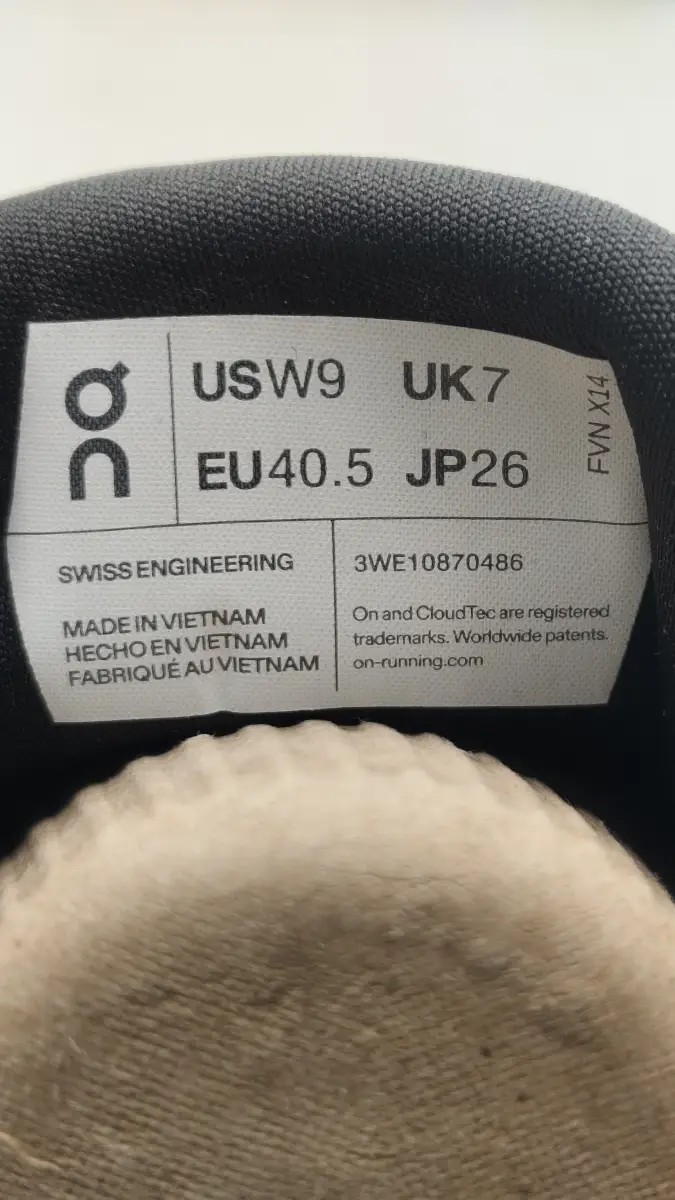 On
USW9 UK7
EU40.5 JP26
FVN X14
SWISS ENGINEERING
MADE IN VIETNAM
HECHO EN VIETNAM
FABRIQUÉ AU VIETNAM
3WE10870486
On and CloudTec are registered
trademarks. Worldwide patents.
on-running.com